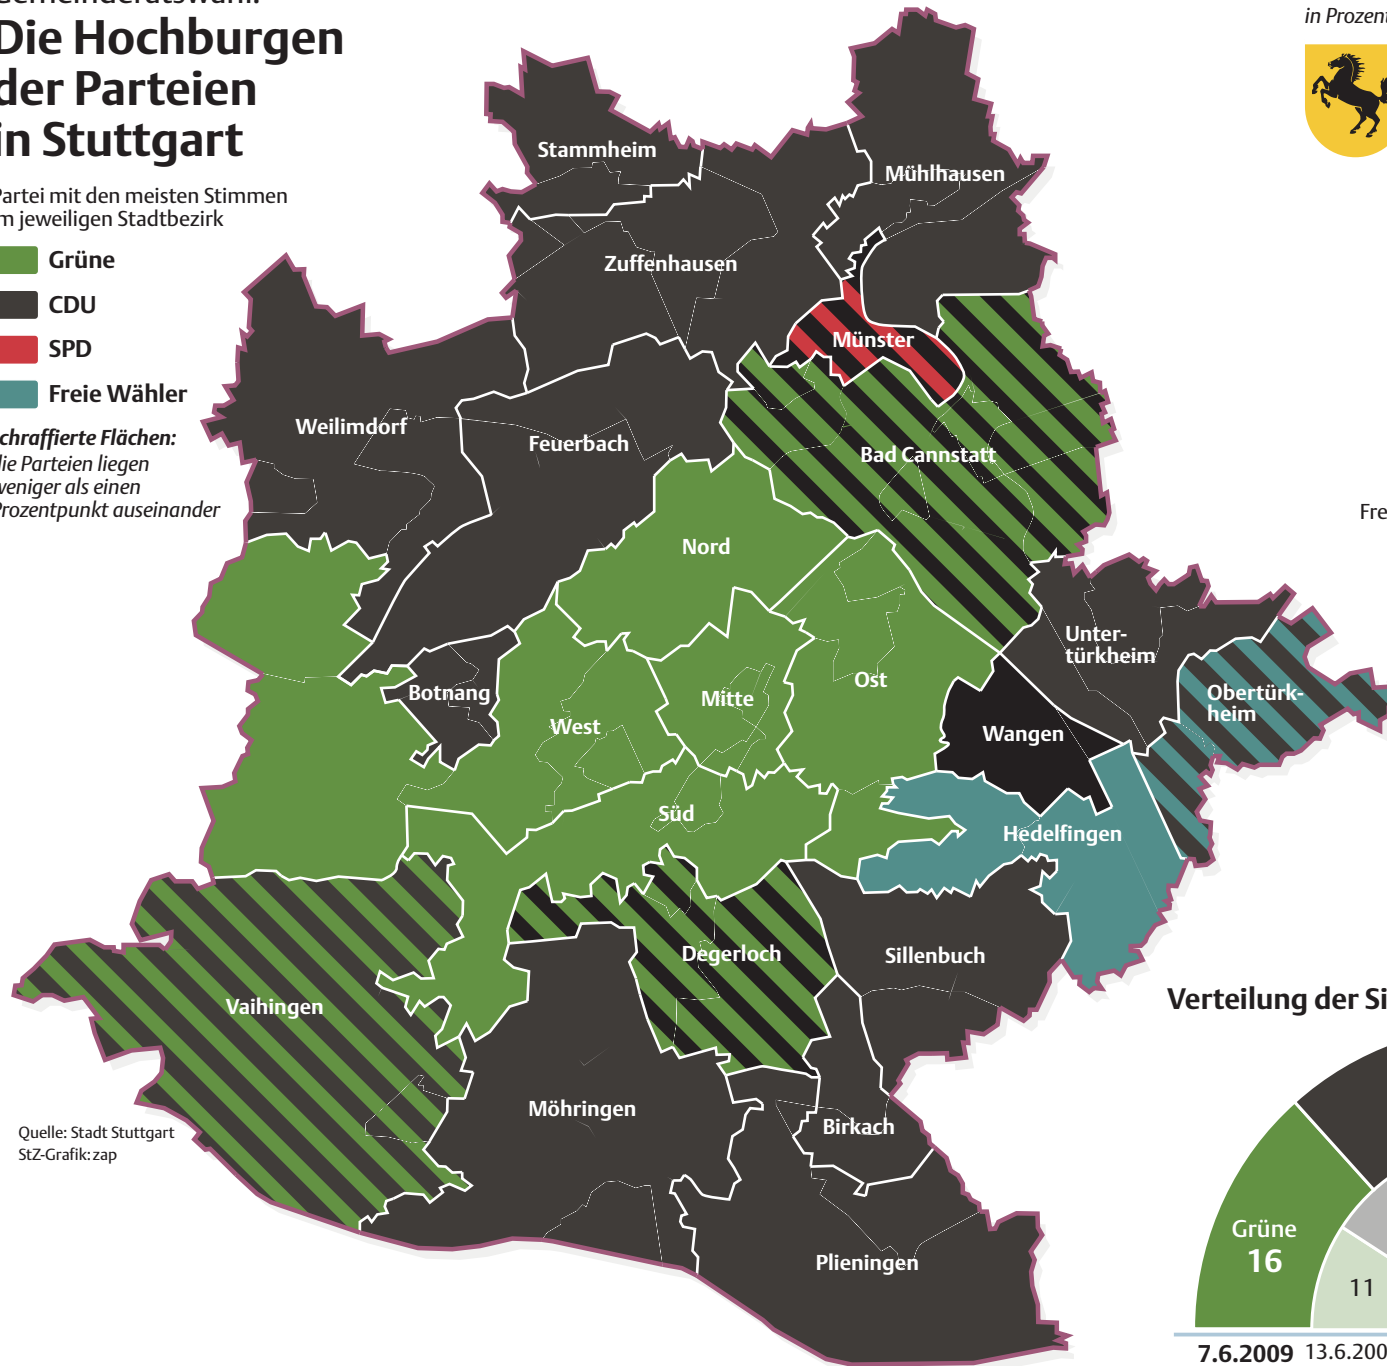 Die Hochburgen
der Parteien
in Stuttgart
Partei mit den meisten Stimmen
im jeweiligen Stadtbezirk
Grüne
CDU
SPD
Freie Wähler
chraffierte Flächen:
die Parteien liegen
weniger als einen
Prozentpunkt auseinander
in Prozent
Stammheim
Mühlhausen
Zuffenhausen
Münster
Weilimdorf
Feuerbach
Bad Cannstatt
Fre
Nord
Unter-
türkheim
Botnang
West
Mitte
Ost
Obertürk-
heim
Wangen
Süd
Hedelfingen
Degerloch
Sillenbuch
Vaihingen
Verteilung der Si
Möhringen
Birkach
Plieningen
Quelle: Stadt Stuttgart
StZ-Grafik: zap
Grüne
16
11
7.6.2009 13.6.200